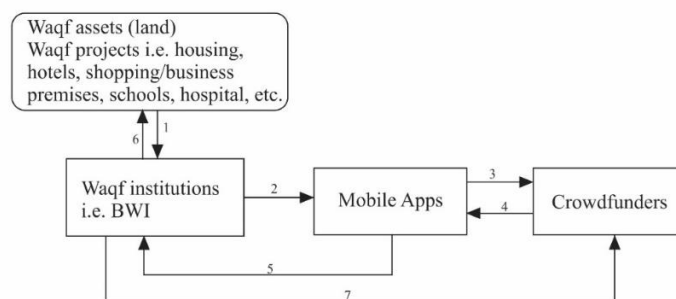 Waqf assets (land)
Waqf projects i.e. housing,
hotels, shopping/business
premises, schools, hospital, etc.
6
1
Waqf institutions
i.e. BWI
2
Mobile Apps
3
4
Crowdfunders
5
7